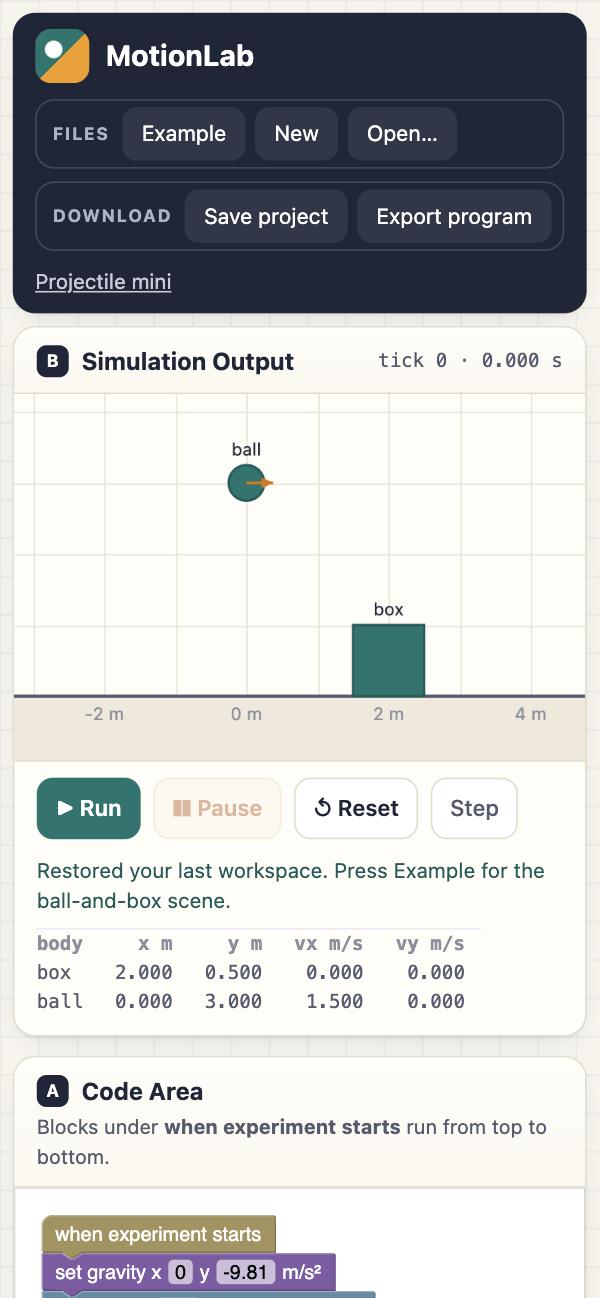 MotionLab
FILES Example New Open...
DOWNLOAD Save project Export program
Projectile mini
B Simulation Output tick 0 · 0.000 s
ball
box
-2 m 0 m 2 m 4 m
Run Pause Reset Step
Restored your last workspace. Press Example for the
ball-and-box scene.
body x m y m vx m/s vy m/s
box 2.000 0.500 0.000 0.000
ball 0.000 3.000 1.500 0.000
A Code Area
Blocks under when experiment starts run from top to
bottom.
when experiment starts
set gravity x 0 y -9.81 m/s²